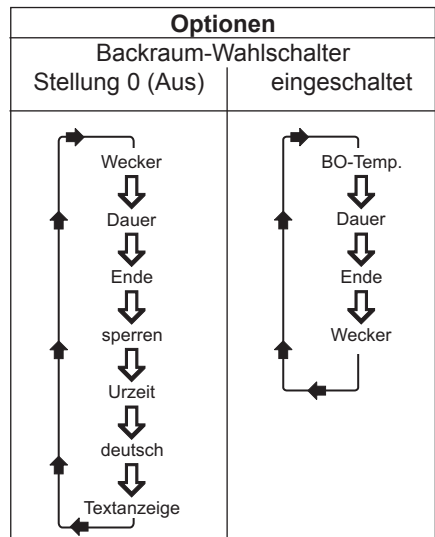 Optionen
Backraum-Wahlschalter
Stellung 0 (Aus)
eingeschaltet
Wecker
Dauer
Ende
sperren
Urzeit
deutsch
Textanzeige
BO-Temp.
Dauer
Ende
Wecker